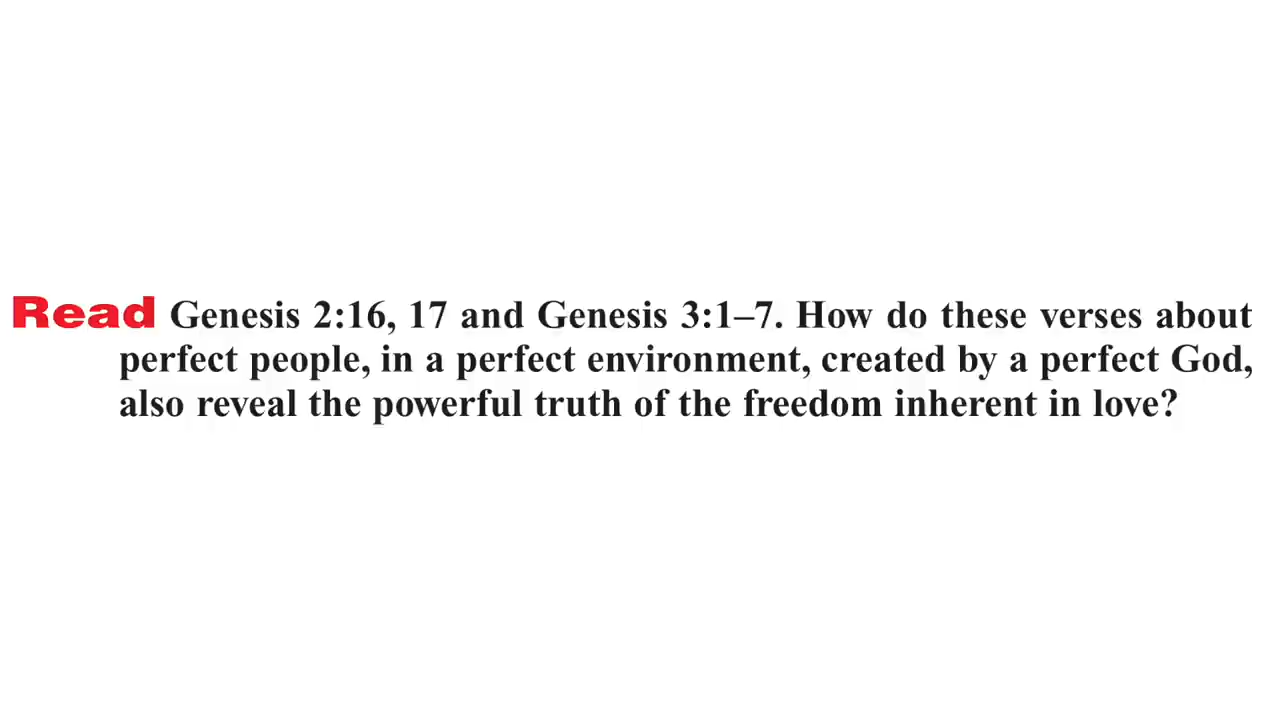 Read Genesis 2:16, 17 and Genesis 3:1–7. How do these verses about
perfect people, in a perfect environment, created by a perfect God,
also reveal the powerful truth of the freedom inherent in love?